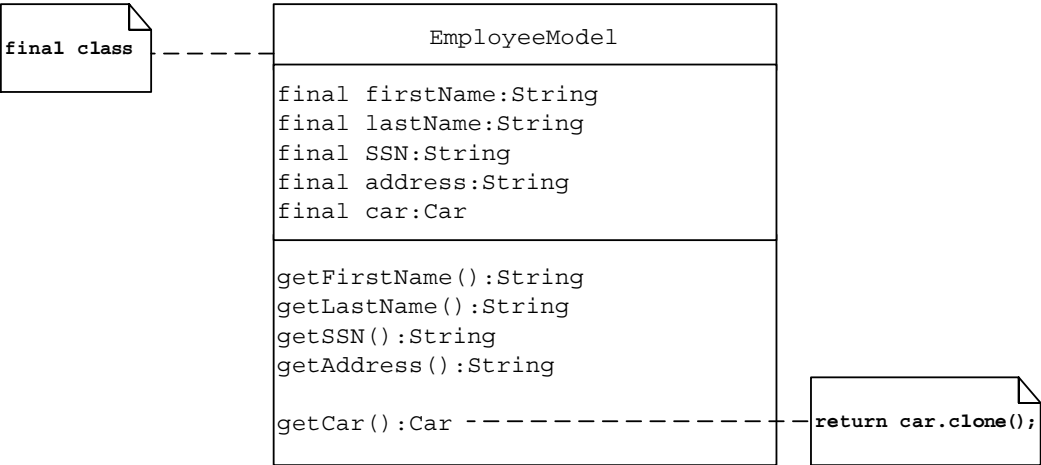 final class
EmployeeModel
final firstName:String
final lastName:String
final SSN:String
final address:String
final car:Car
getFirstName():String
getLastName():String
getSSN():String
getAddress():String
getCar():Car
return car.clone();